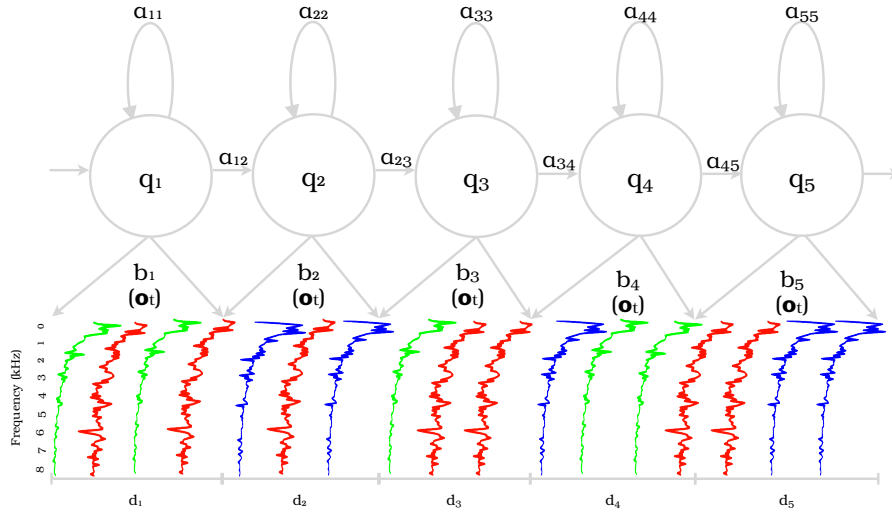 a₁₁ a₂₂ a₃₃ a₄₄ a₅₅
q₁ a₁₂ q₂ a₂₃ q₃ a₃₄ q₄ a₄₅ q₅
b₁ b₂ b₃ b₄ b₅
(oₜ) (oₜ) (oₜ) (oₜ) (oₜ)
Frequency (kHz)
0
1
2
3
4
5
6
7
8
d₁ d₂ d₃ d₄ d₅